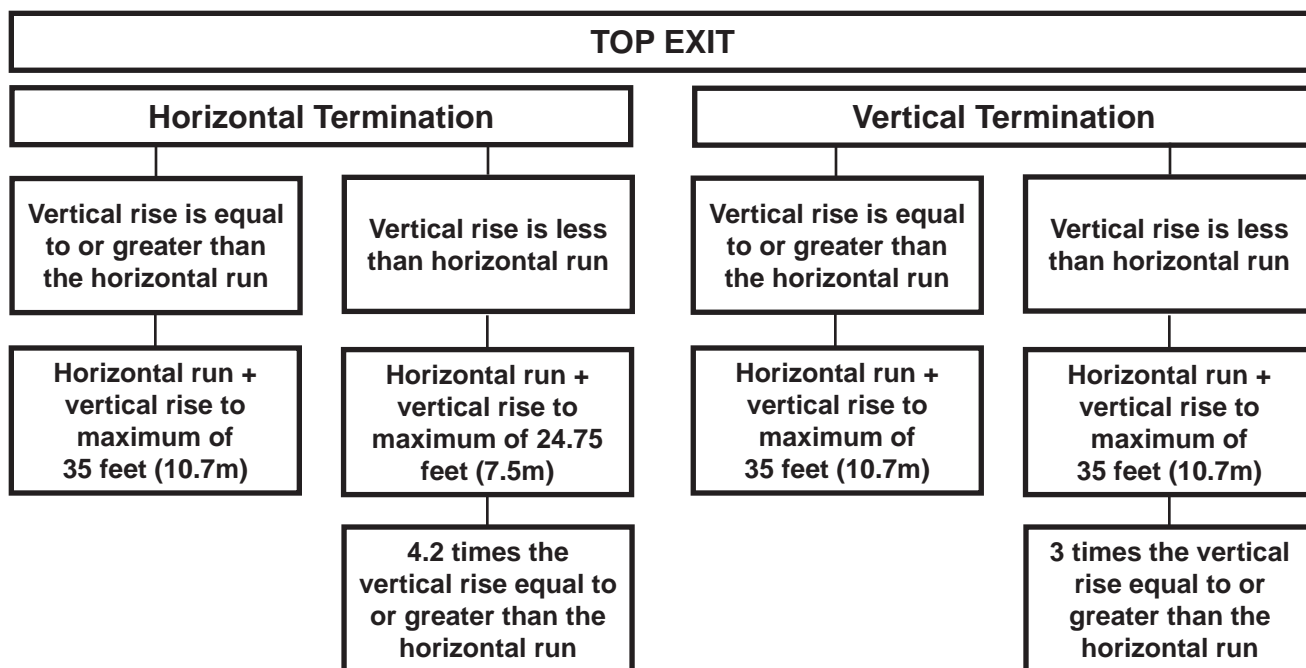 TOP EXIT
Horizontal Termination
Vertical rise is equal
to or greater than
the horizontal run
Horizontal run +
vertical rise to
maximum of
35 feet (10.7m)
Vertical rise is less
than horizontal run
Horizontal run +
vertical rise to
maximum of 24.75
feet (7.5m)
4.2 times the
vertical rise equal to
or greater than the
horizontal run
Vertical Termination
Vertical rise is equal
to or greater than
the horizontal run
Horizontal run +
vertical rise to
maximum of
35 feet (10.7m)
Vertical rise is less
than horizontal run
Horizontal run +
vertical rise to
maximum of
35 feet (10.7m)
3 times the vertical
rise equal to or
greater than the
horizontal run